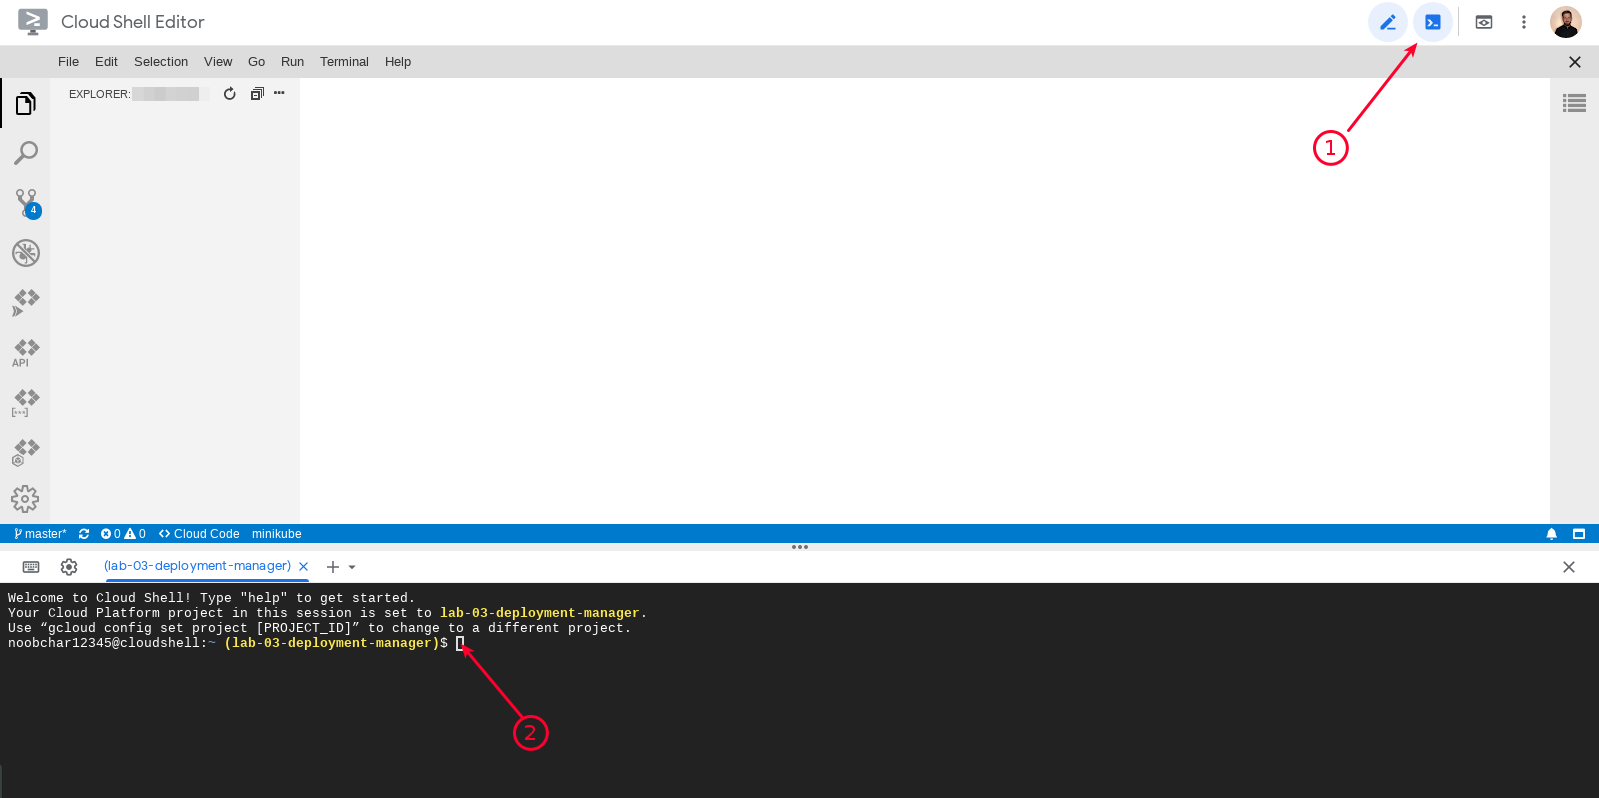 Cloud Shell Editor
File Edit Selection View Go Run Terminal Help
EXPLORER:
1
4
API
master* 0 0 Cloud Code minikube
(lab-03-deployment-manager)
Welcome to Cloud Shell! Type "help" to get started.
Your Cloud Platform project in this session is set to lab-03-deployment-manager.
Use “gcloud config set project [PROJECT_ID]” to change to a different project.
noobchar12345@cloudshell:~ (lab-03-deployment-manager)$
2